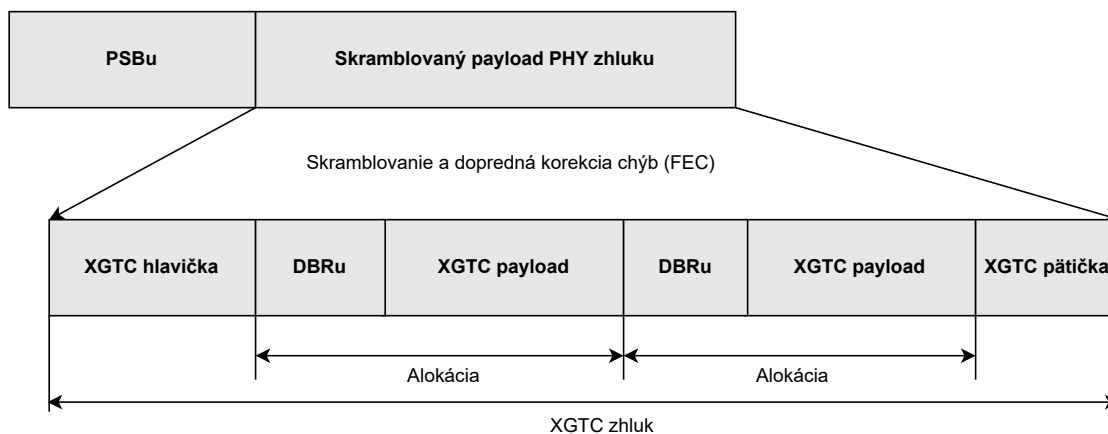 PSBu
Skramblovaný payload PHY zhluku
Skramblovanie a dopredná korekcia chýb (FEC)
XGTC hlavička
DBRu
XGTC payload
DBRu
XGTC payload
XGTC pätička
Alokácia
Alokácia
XGTC zhluk